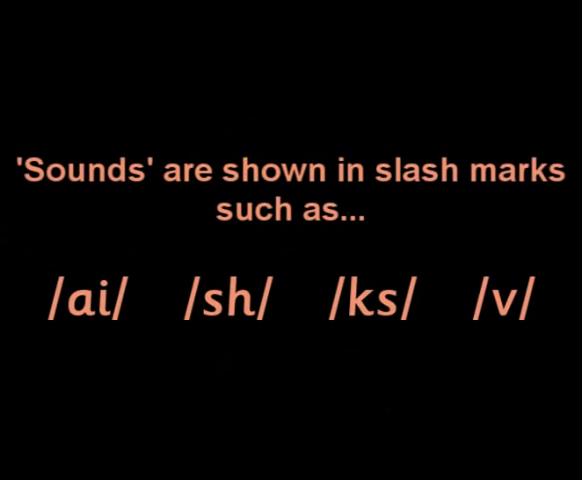 'Sounds' are shown in slash marks
such as...
/ai/ /sh/ /ks/ /v/